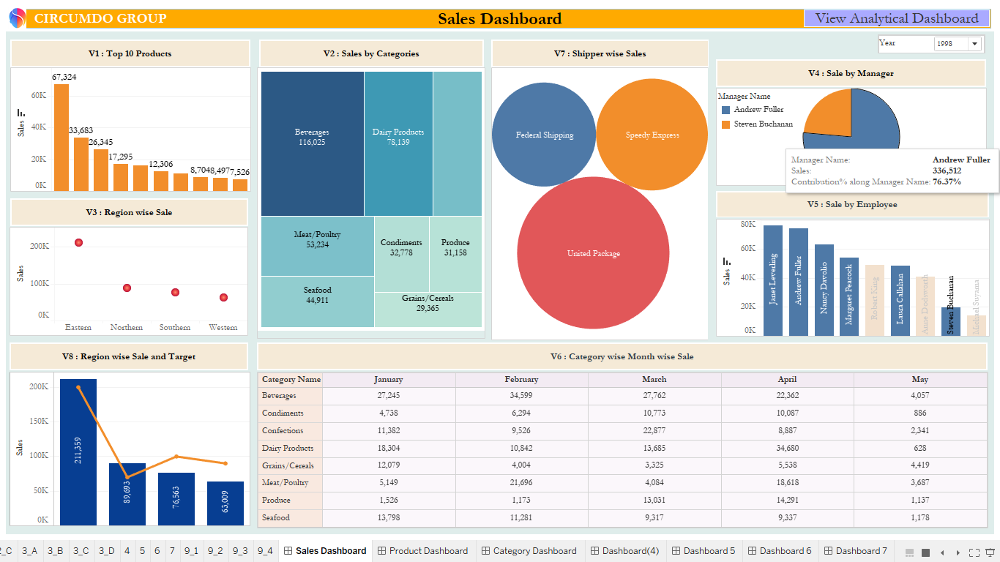 CIRCUMDO GROUP
Sales Dashboard
View Analytical Dashboard
Year
1998
V1 : Top 10 Products
67,324
33,683
26,345
17,295
12,306
8,704
8,497
7,526
60K
40K
20K
0K
Sales
V2 : Sales by Categories
Beverages
116,025
Dairy Products
78,139
Meat/Poultry
53,234
Condiments
32,778
Produce
31,158
Seafood
44,911
Grains/Cereals
29,365
V7 : Shipper wise Sales
Federal Shipping
Speedy Express
United Package
V4 : Sale by Manager
Manager Name
Andrew Fuller
Steven Buchanan
Manager Name: Andrew Fuller
Sales: 336,512
Contribution% along Manager Name: 76.37%
V3 : Region wise Sale
200K
100K
0K
Sales
Eastern
Northern
Southern
Western
V5 : Sale by Employee
80K
60K
40K
20K
0K
Sales
Janet Leverling
Andrew Fuller
Nancy Davolio
Margaret Peacock
Robert King
Laura Callahan
Anne Dodsworth
Steven Buchanan
Michael Suyama
V8 : Region wise Sale and Target
200K
150K
100K
50K
0K
Sales
211,359
89,693
76,563
63,009
V6 : Category wise Month wise Sale
Category Name January February March April May
Beverages 27,245 34,599 27,762 22,362 4,057
Condiments 4,738 6,294 10,773 10,087 886
Confections 11,382 9,526 22,877 8,887 2,341
Dairy Products 18,304 10,842 13,685 34,680 628
Grains/Cereals 12,079 4,004 3,325 5,538 4,419
Meat/Poultry 5,149 21,696 4,084 18,618 3,687
Produce 1,526 1,173 13,031 14,291 1,137
Seafood 13,798 11,281 9,317 9,337 1,178
2_C 3_A 3_B 3_C 3_D 4 5 6 7 9_1 9_2 9_3 9_4 Sales Dashboard Product Dashboard Category Dashboard Dashboard(4) Dashboard 5 Dashboard 6 Dashboard 7